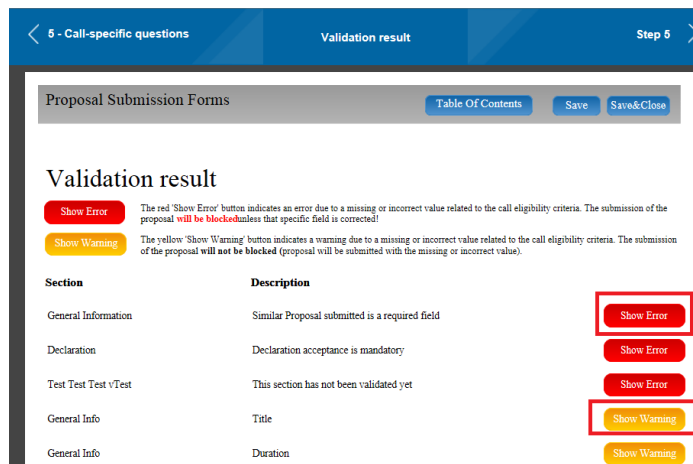 5 - Call-specific questions Validation result Step 5
Proposal Submission Forms Table Of Contents Save Save&Close
Validation result
Show Error The red 'Show Error' button indicates an error due to a missing or incorrect value related to the call eligibility criteria. The submission of the
proposal will be blockedunless that specific field is corrected!
Show Warning The yellow 'Show Warning' button indicates a warning due to a missing or incorrect value related to the call eligibility criteria. The submission
of the proposal will not be blocked (proposal will be submitted with the missing or incorrect value).
Section Description
General Information Similar Proposal submitted is a required field Show Error
Declaration Declaration acceptance is mandatory Show Error
Test Test Test vTest This section has not been validated yet Show Error
General Info Title Show Warning
General Info Duration Show Warning